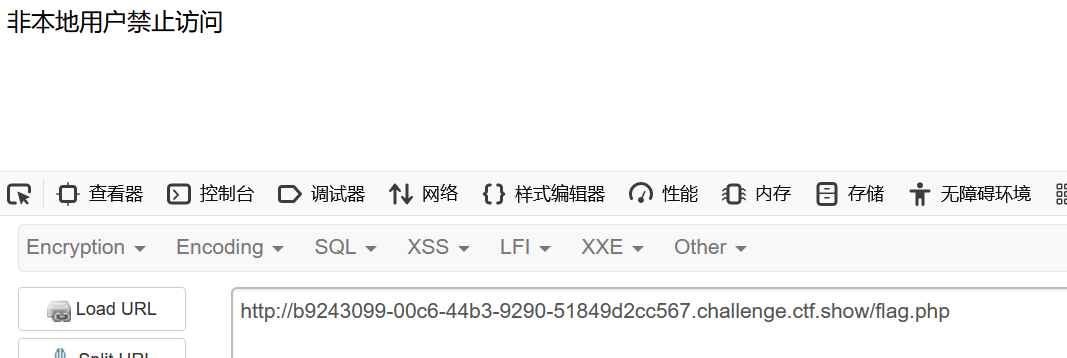 非本地用户禁止访问
查看器 控制台 调试器 网络 样式编辑器 性能 内存 存储 无障碍环境
Encryption Encoding SQL XSS LFI XXE Other
Load URL http://b9243099-00c6-44b3-9290-51849d2cc567.challenge.ctf.show/flag.php
Split URL